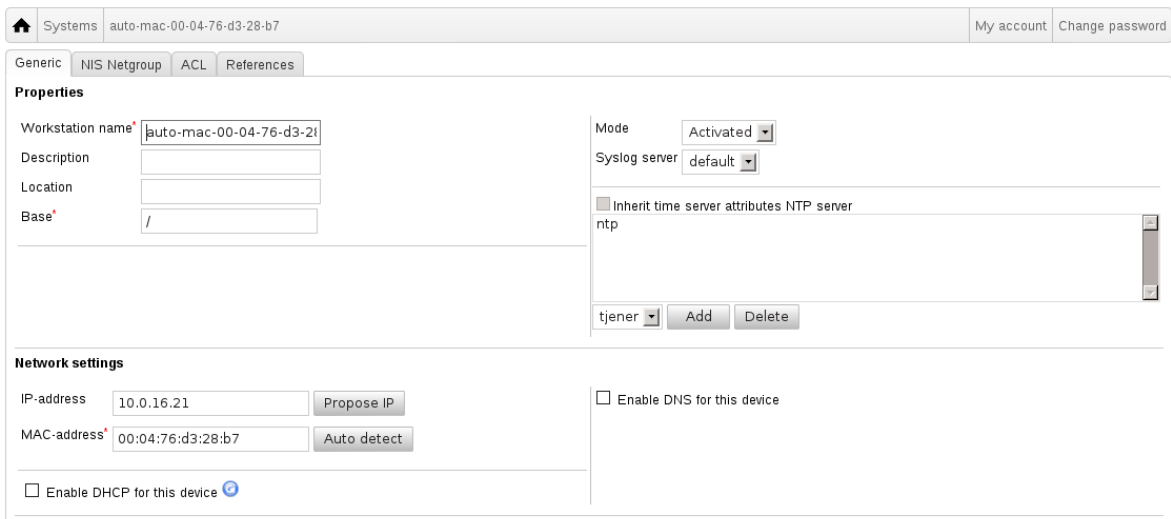 Systems auto-mac-00-04-76-d3-28-b7 My account Change password
Generic NIS Netgroup ACL References
Properties
Workstation name* auto-mac-00-04-76-d3-28
Description
Location
Base* /
Mode Activated
Syslog server default
Inherit time server attributes NTP server
ntp
tjener Add Delete
Network settings
IP-address 10.0.16.21 Propose IP
MAC-address* 00:04:76:d3:28:b7 Auto detect
Enable DHCP for this device
Enable DNS for this device